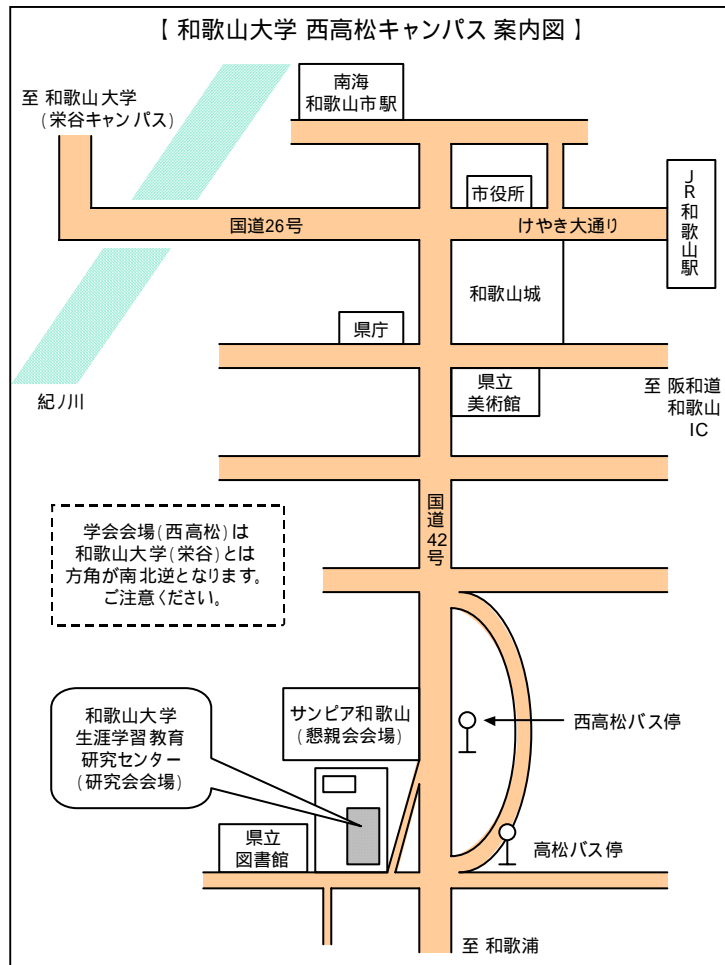 【 和歌山大学 西高松キャンパス 案内図 】
南海
和歌山市駅
至 和歌山大学
(栄谷キャンパス)
市役所
JR和歌山駅
国道26号
けやき大通り
和歌山城
県庁
県立
美術館
至 阪和道
和歌山
IC
紀ノ川
国道42号
学会会場(西高松)は
和歌山大学(栄谷)とは
方角が南北逆となります。
ご注意ください。
和歌山大学
生涯学習教育
研究センター
(研究会会場)
サンピア和歌山
(懇親会会場)
西高松バス停
県立
図書館
高松バス停
至 和歌浦